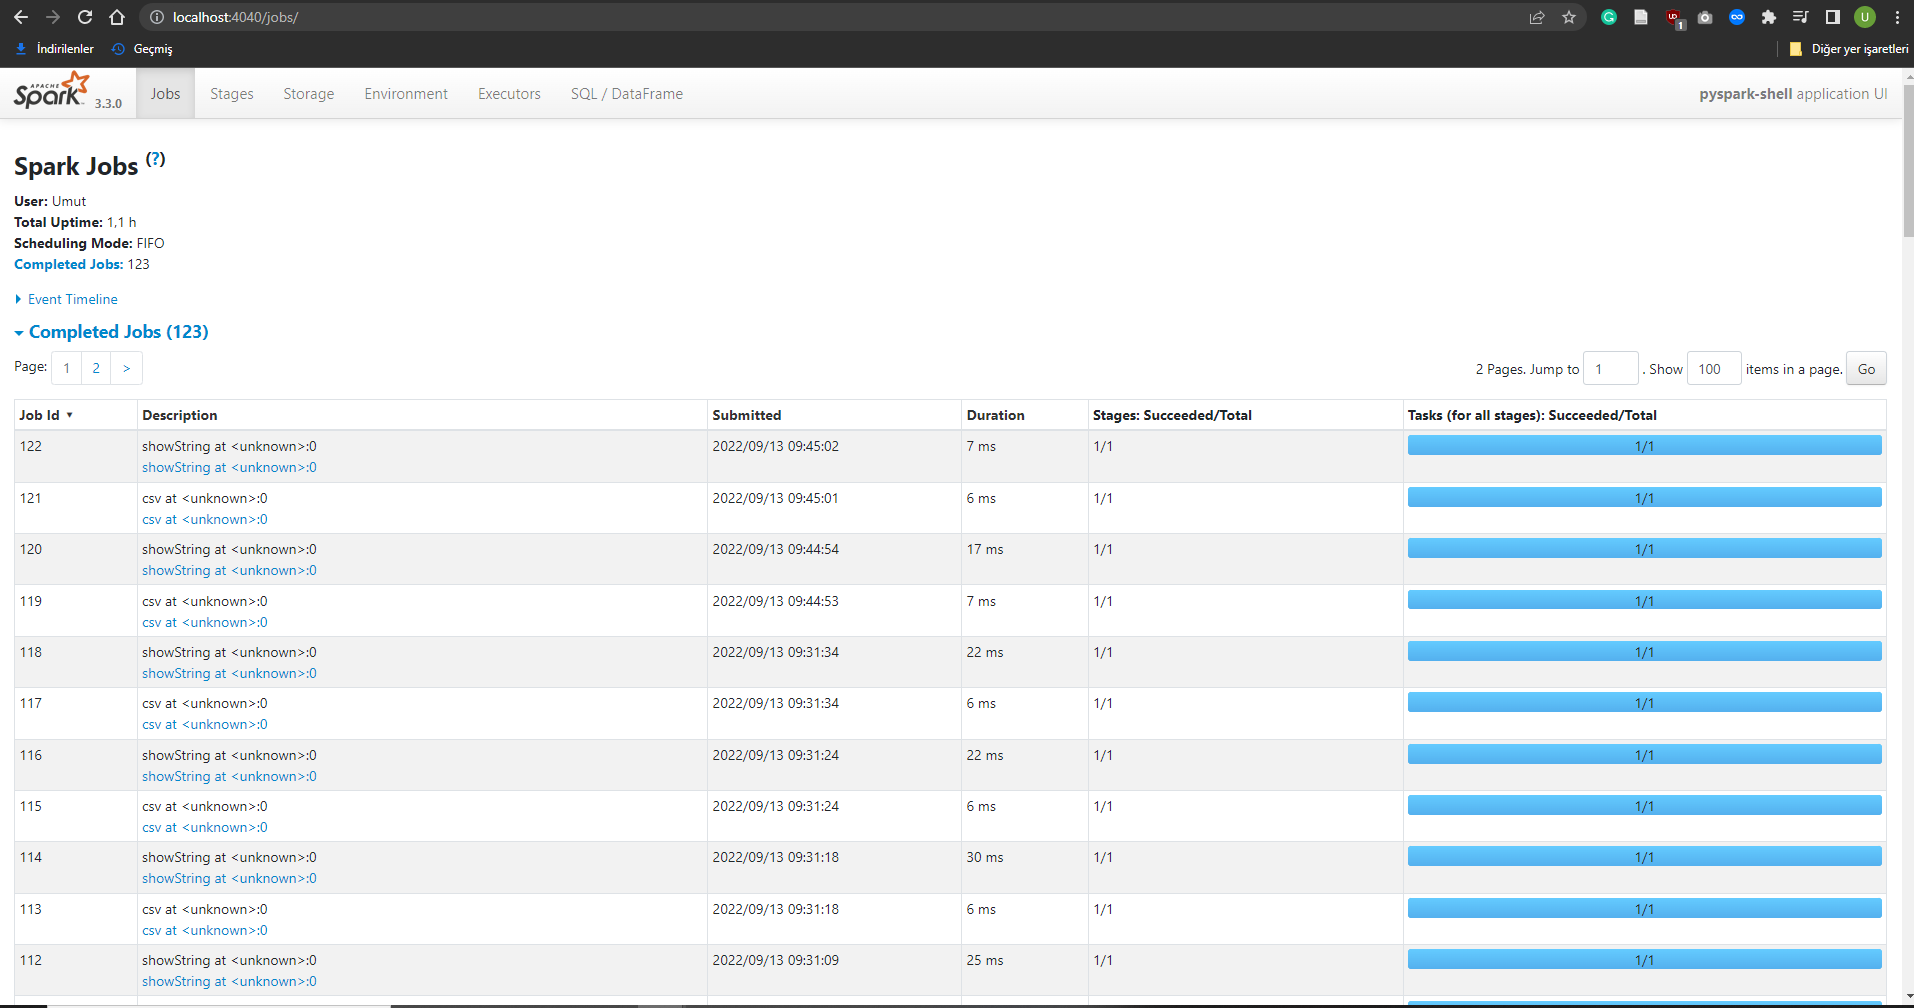 localhost:4040/jobs/
1
U
İndirilenler Geçmiş Diğer yer işaretleri
APACHE Spark 3.3.0 Jobs Stages Storage Environment Executors SQL / DataFrame pyspark-shell application UI
Spark Jobs (?)
User: Umut
Total Uptime: 1,1 h
Scheduling Mode: FIFO
Completed Jobs: 123
Event Timeline
Completed Jobs (123)
Page: 1 2 > 2 Pages. Jump to 1 . Show 100 items in a page. Go
Job Id ▾ Description Submitted Duration Stages: Succeeded/Total Tasks (for all stages): Succeeded/Total
122 showString at <unknown>:0 2022/09/13 09:45:02 7 ms 1/1 1/1
showString at <unknown>:0
121 csv at <unknown>:0 2022/09/13 09:45:01 6 ms 1/1 1/1
csv at <unknown>:0
120 showString at <unknown>:0 2022/09/13 09:44:54 17 ms 1/1 1/1
showString at <unknown>:0
119 csv at <unknown>:0 2022/09/13 09:44:53 7 ms 1/1 1/1
csv at <unknown>:0
118 showString at <unknown>:0 2022/09/13 09:31:34 22 ms 1/1 1/1
showString at <unknown>:0
117 csv at <unknown>:0 2022/09/13 09:31:34 6 ms 1/1 1/1
csv at <unknown>:0
116 showString at <unknown>:0 2022/09/13 09:31:24 22 ms 1/1 1/1
showString at <unknown>:0
115 csv at <unknown>:0 2022/09/13 09:31:24 6 ms 1/1 1/1
csv at <unknown>:0
114 showString at <unknown>:0 2022/09/13 09:31:18 30 ms 1/1 1/1
showString at <unknown>:0
113 csv at <unknown>:0 2022/09/13 09:31:18 6 ms 1/1 1/1
csv at <unknown>:0
112 showString at <unknown>:0 2022/09/13 09:31:09 25 ms 1/1 1/1
showString at <unknown>:0